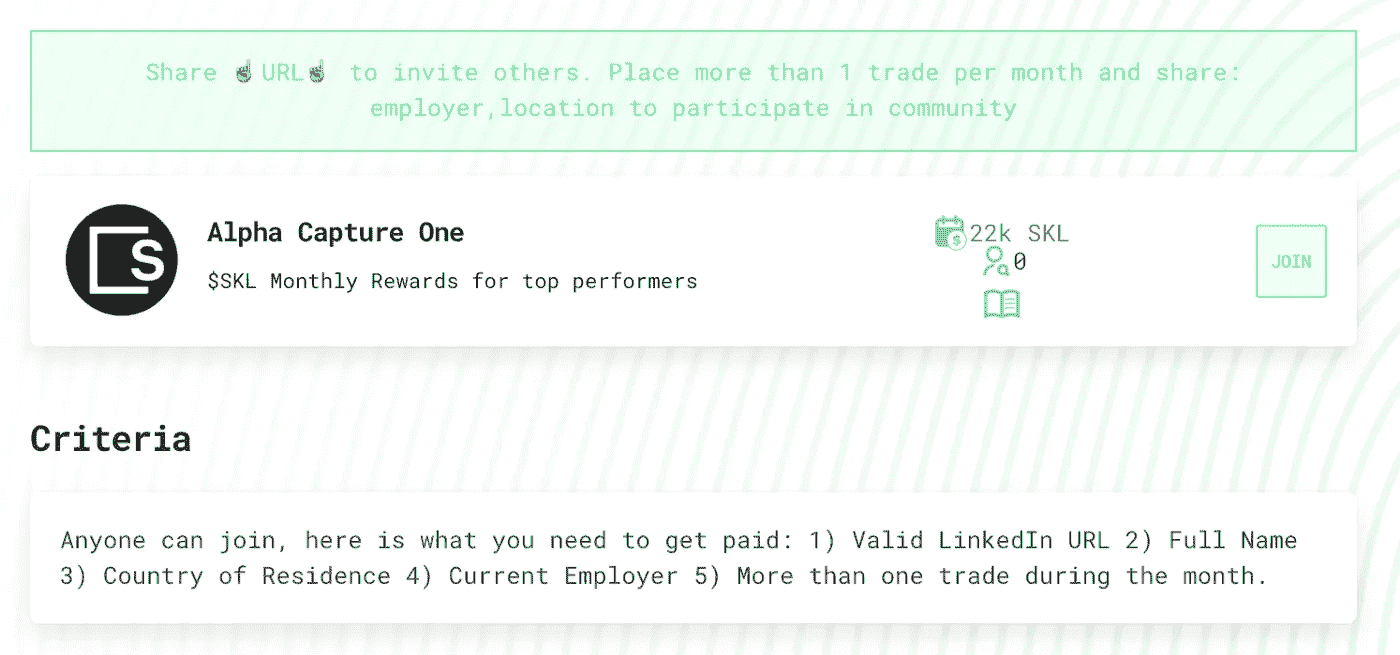 Share ☝URL☝ to invite others. Place more than 1 trade per month and share:
employer,location to participate in community
S
Alpha Capture One
$SKL Monthly Rewards for top performers
$
22k SKL
0
JOIN
Criteria
Anyone can join, here is what you need to get paid: 1) Valid LinkedIn URL 2) Full Name
3) Country of Residence 4) Current Employer 5) More than one trade during the month.